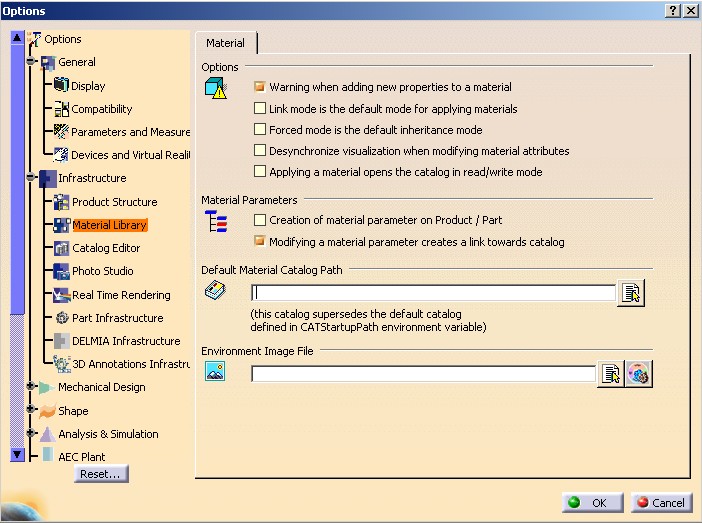 Options
Options
General
Display
Compatibility
Parameters and Measure
Devices and Virtual Realit
Infrastructure
Product Structure
Material Library
Catalog Editor
Photo Studio
Real Time Rendering
Part Infrastructure
DELMIA Infrastructure
3D Annotations Infrastru
Mechanical Design
Shape
Analysis & Simulation
AEC Plant
Reset...
Material
Options
Warning when adding new properties to a material
Link mode is the default mode for applying materials
Forced mode is the default inheritance mode
Desynchronize visualization when modifying material attributes
Applying a material opens the catalog in read/write mode
Material Parameters
Creation of material parameter on Product / Part
Modifying a material parameter creates a link towards catalog
Default Material Catalog Path
(this catalog supersedes the default catalog
defined in CATStartupPath environment variable)
Environment Image File
OK
Cancel